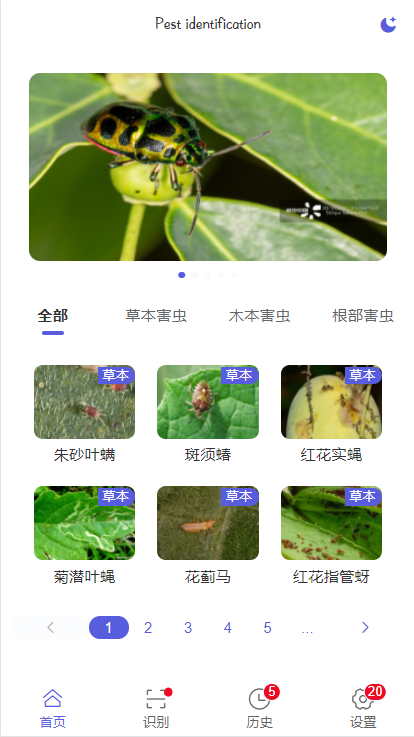 Pest identification
全部 草本害虫 木本害虫 根部害虫
草本 草本 草本
朱砂叶螨 斑须蝽 红花实蝇
草本 草本 草本
菊潜叶蝇 花蓟马 红花指管蚜
1 2 3 4 5 ...
5 20
首页 识别 历史 设置